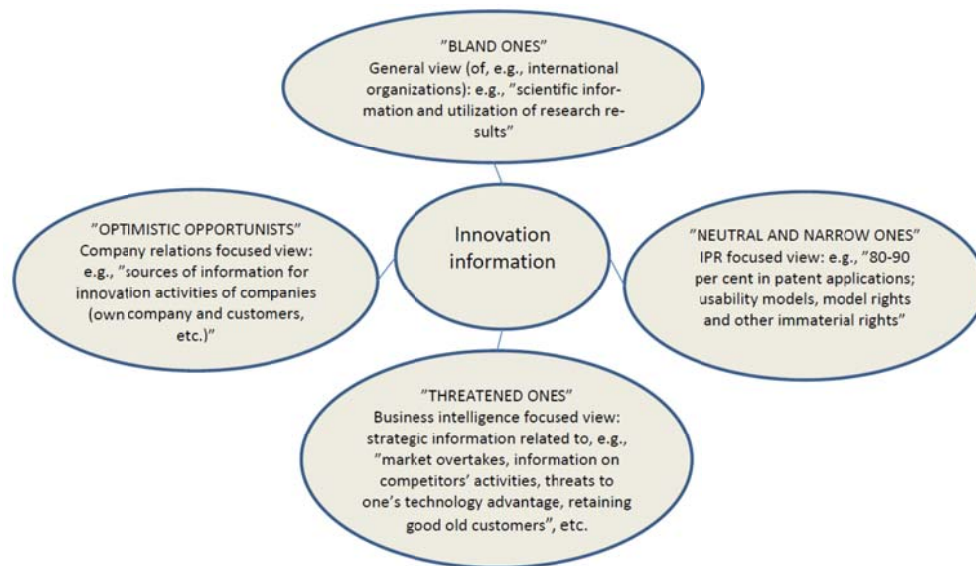 ”BLAND ONES”
General view (of, e.g., international
organizations): e.g., ”scientific infor-
mation and utilization of research re-
sults”
”OPTIMISTIC OPPORTUNISTS”
Company relations focused view:
e.g., ”sources of information for
innovation activities of companies
(own company and customers,
etc.)”
Innovation
information
”NEUTRAL AND NARROW ONES”
IPR focused view: e.g., ”80-90
per cent in patent applications;
usability models, model rights
and other immaterial rights”
”THREATENED ONES”
Business intelligence focused view:
strategic information related to, e.g.,
”market overtakes, information on
competitors’ activities, threats to
one’s technology advantage, retaining
good old customers”, etc.